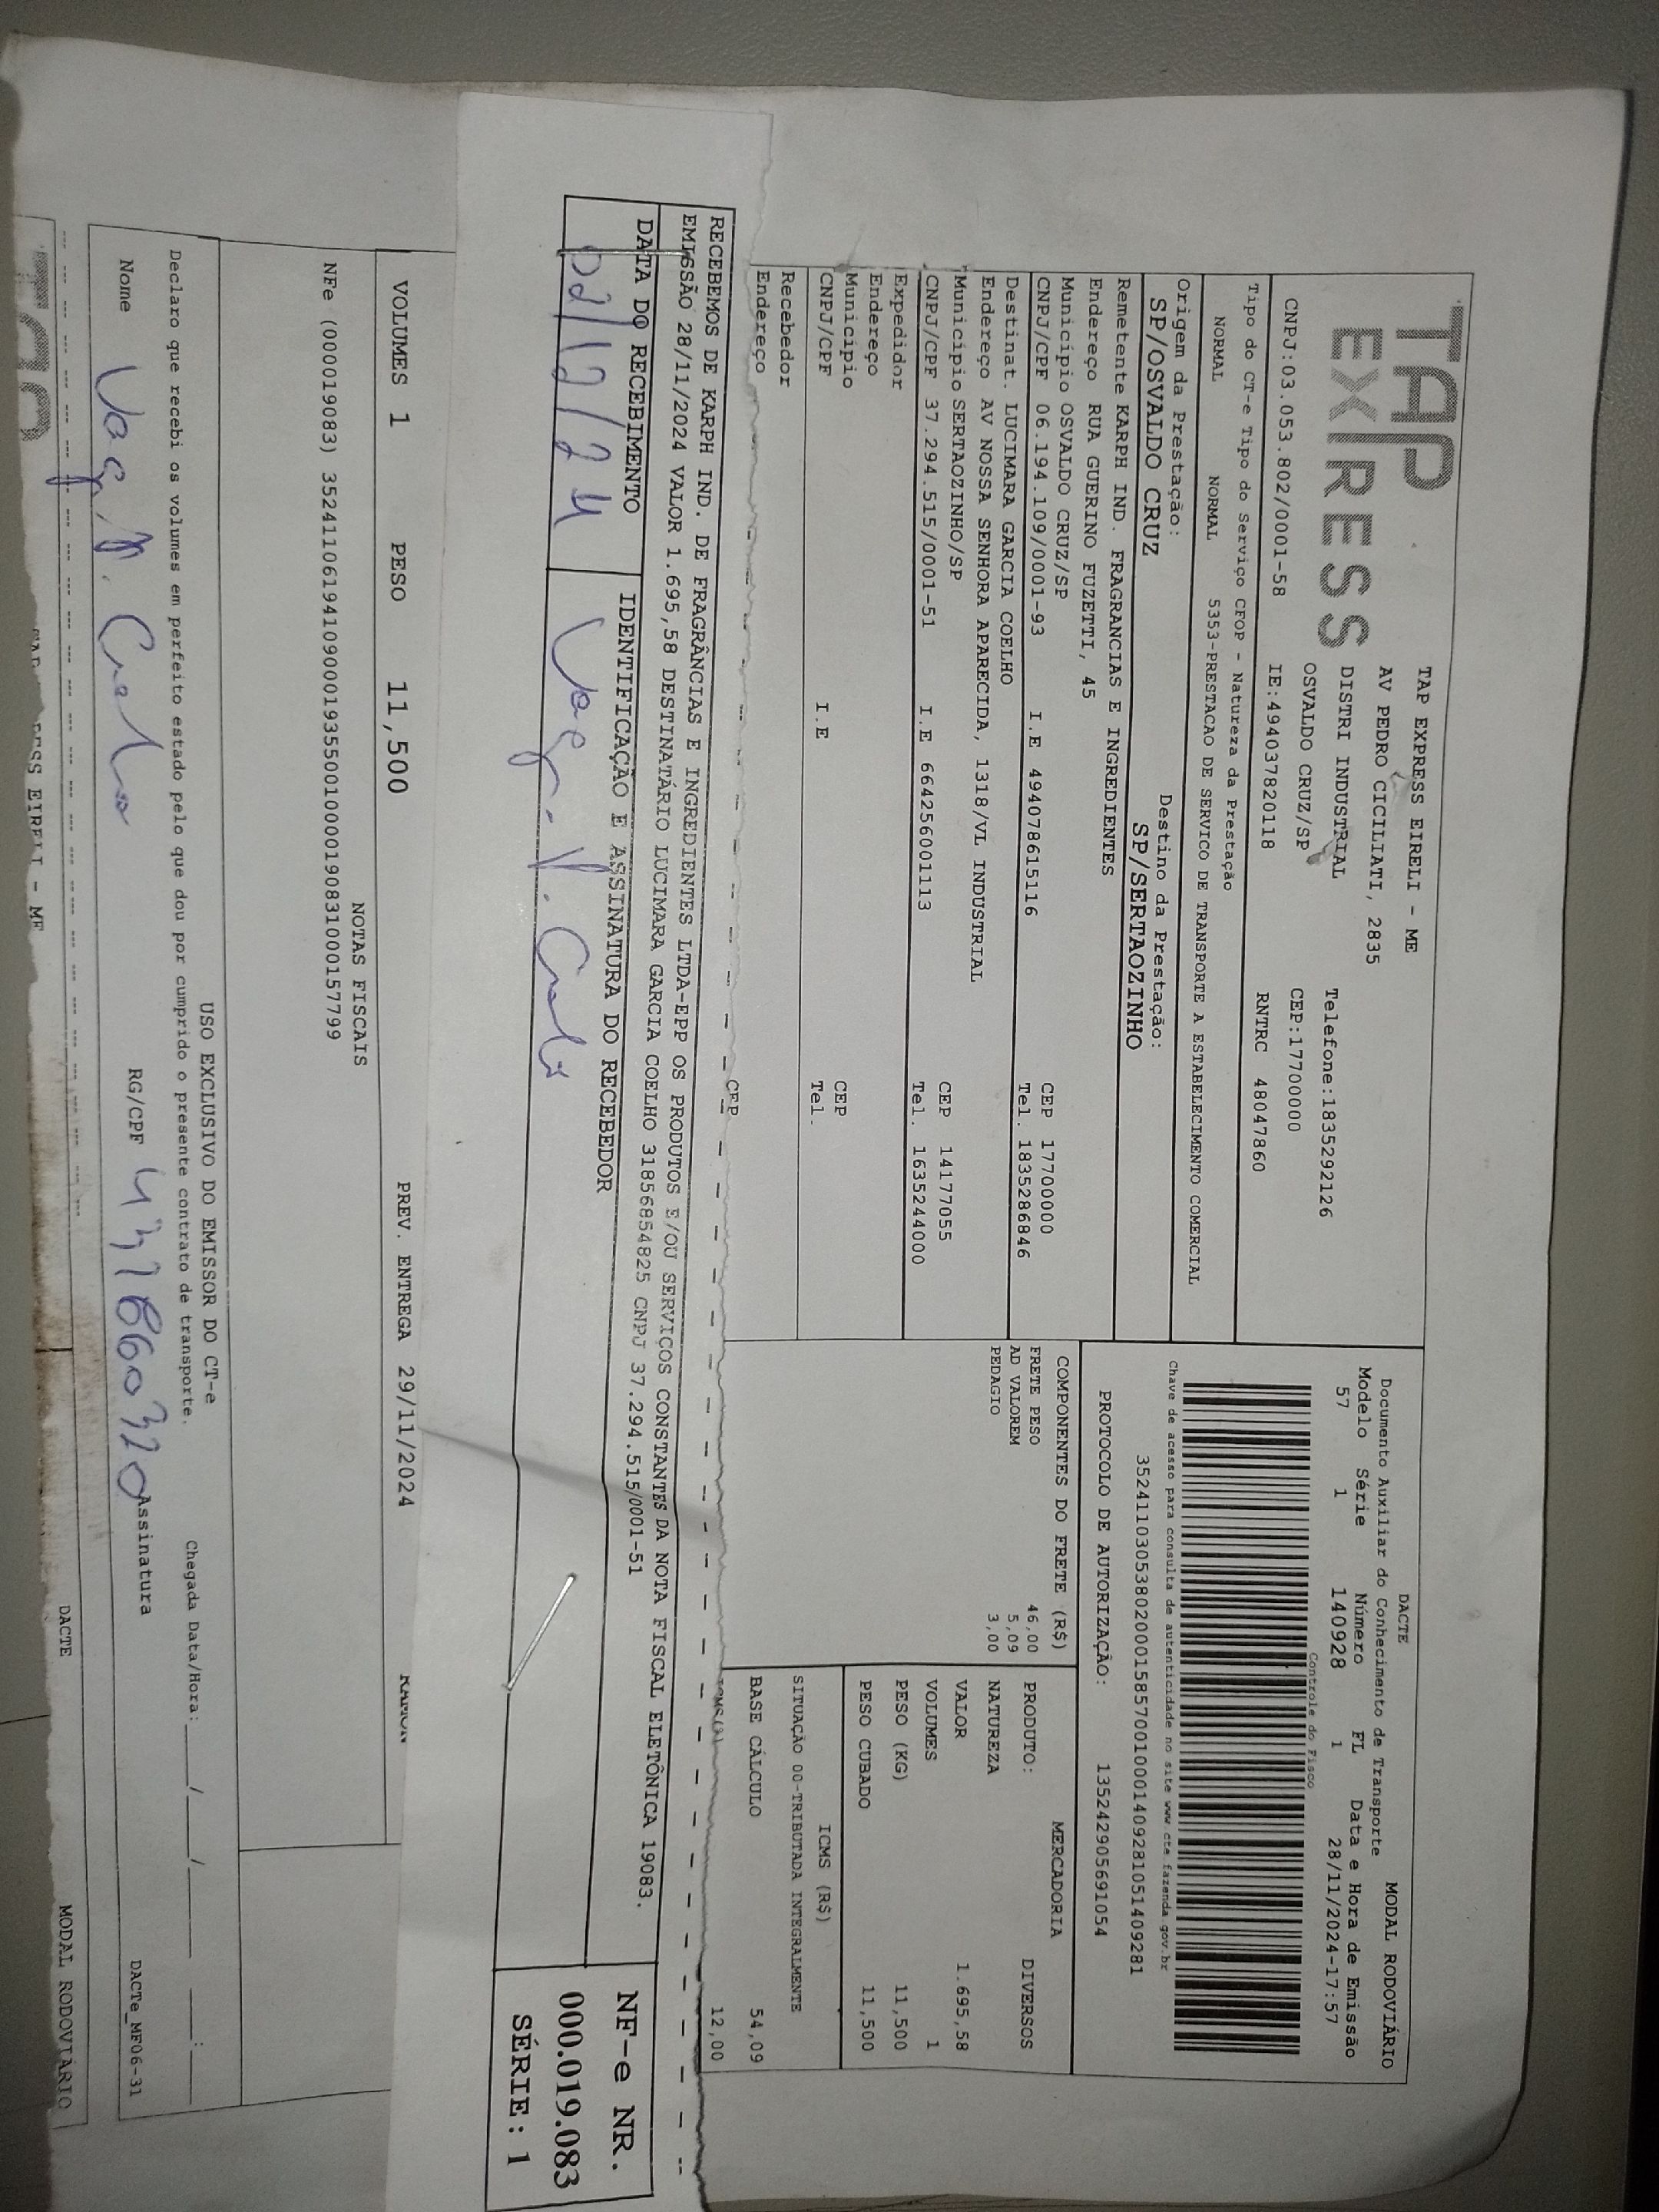 TAP
EXPRESS
TAP EXPRESS EIRELI - ME
AV PEDRO CICILIATI, 2835
DISTRI INDUSTRIAL
Telefone:1835292126
OSVALDO CRUZ/SP
CEP:17700000
CNPJ:03.053.802/0001-58
IE:494037820118
RNTRC 48047860
DACTE
MODAL RODOVIÁRIO
Documento Auxiliar do Conhecimento de Transporte
Modelo Série Número FL Data e Hora de Emissão
57 1 140928 1 28/11/2024-17:57
Controle do Fisco
Chave de acesso para consulta de autenticidade no site www.cte.fazenda.gov.br
35241103053802000158570010001409281051409281
PROTOCOLO DE AUTORIZAÇÃO: 135242905691054
Tipo do CT-e Tipo do Serviço CFOP - Natureza da Prestação
NORMAL NORMAL 5353-PRESTACAO DE SERVICO DE TRANSPORTE A ESTABELECIMENTO COMERCIAL
Origem da Prestação: Destino da Prestação:
SP/OSVALDO CRUZ SP/SERTAOZINHO
Remetente KARPH IND. FRAGRANCIAS E INGREDIENTES
Endereço RUA GUERINO FUZETTI, 45
Municipio OSVALDO CRUZ/SP CEP 17700000
CNPJ/CPF 06.194.109/0001-93 I.E 494078615116 Tel. 1835286846
Destinat. LUCIMARA GARCIA COELHO
Endereço AV NOSSA SENHORA APARECIDA, 1318/VL INDUSTRIAL
Municipio SERTAOZINHO/SP CEP 14177055
CNPJ/CPF 37.294.515/0001-51 I.E 664256001113 Tel. 1635244000
Expedidor
Endereço
Municipio CEP
CNPJ/CPF I.E Tel.
Recebedor
Endereço
CEP
COMPONENTES DO FRETE (R$)
FRETE PESO 46,00
AD VALOREM 5,09
PEDAGIO 3,00
MERCADORIA
PRODUTO: DIVERSOS
NATUREZA
VALOR 1.695,58
VOLUMES 1
PESO (KG) 11,500
PESO CUBADO 11,500
ICMS (R$)
SITUAÇÃO 00-TRIBUTADA INTEGRALMENTE
BASE CÁLCULO 54,09
12,00
RECEBEMOS DE KARPH IND. DE FRAGRÂNCIAS E INGREDIENTES LTDA-EPP OS PRODUTOS E/OU SERVIÇOS CONSTANTES DA NOTA FISCAL ELETÔNICA 19083.
EMISSÃO 28/11/2024 VALOR 1.695,58 DESTINATÁRIO LUCIMARA GARCIA COELHO 31856854825 CNPJ 37.294.515/0001-51
DATA DO RECEBIMENTO
IDENTIFICAÇÃO E ASSINATURA DO RECEBEDOR
02/12/24
NF-e NR.
000.019.083
SÉRIE: 1
VOLUMES 1 PESO 11,500 PREV. ENTREGA 29/11/2024
NOTAS FISCAIS
NFe (000019083) 35241106194109000193550010000190831000157799
USO EXCLUSIVO DO EMISSOR DO CT-e
Declaro que recebi os volumes em perfeito estado pelo que dou por cumprido o presente contrato de transporte.
Chegada Data/Hora: ____/____/____ ____:____
Nome RG/CPF Assinatura
DACTe_MF06-31
DACTE
MODAL RODOVIÁRIO